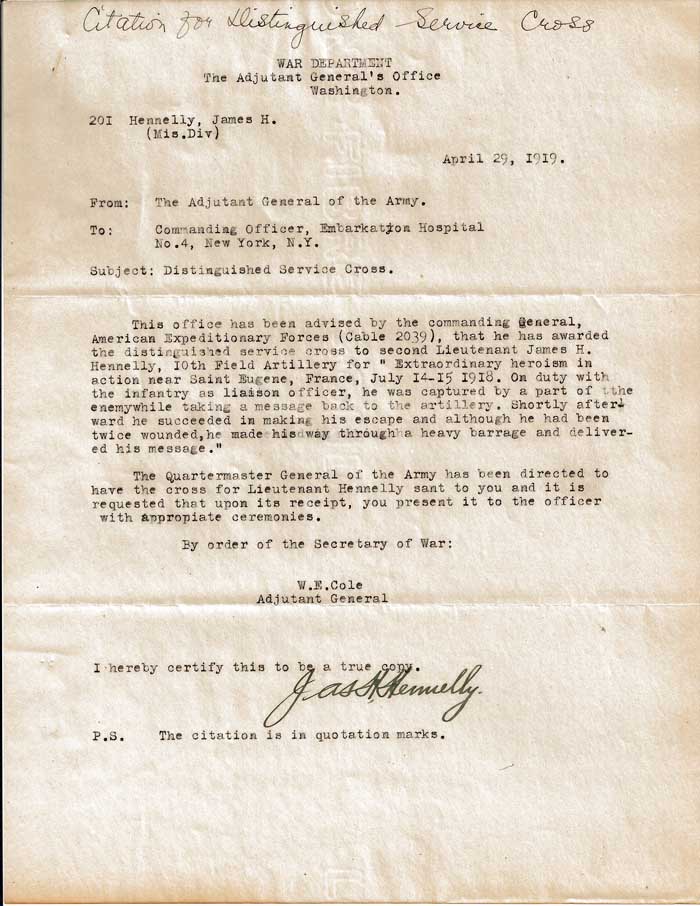 Citation for Distinguished Service Cross
WAR DEPARTMENT
The Adjutant General's Office
Washington.
201 Hennelly, James H.
(Mis.Div)
April 29, 1919.
From: The Adjutant General of the Army.
To: Commanding Officer, Embarkation Hospital
No.4, New York, N.Y.
Subject: Distinguished Service Cross.
This office has been advised by the commanding General,
American Expeditionary Forces (Cable 2039), that he has awarded
the distinguished service cross to second Lieutenant James H.
Hennelly, 10th Field Artillery for " Extraordinary heroism in
action near Saint Eugene, France, July 14-15 1918. On duty with
the infantry as liaison officer, he was captured by a part of tthe
enemywhile taking a message back to the artillery. Shortly after-
ward he succeeded in making his escape and although he had been
twice wounded,he made hisdway throughha heavy barrage and deliver-
ed his message."
The Quartermaster General of the Army has been directed to
have the cross for Lieutenant Hennelly sant to you and it is
requested that upon its receipt, you present it to the officer
with appropiate ceremonies.
By order of the Secretary of War:
W.E.Cole
Adjutant General
I hereby certify this to be a true copy.
Jas H. Hennelly.
P.S. The citation is in quotation marks.